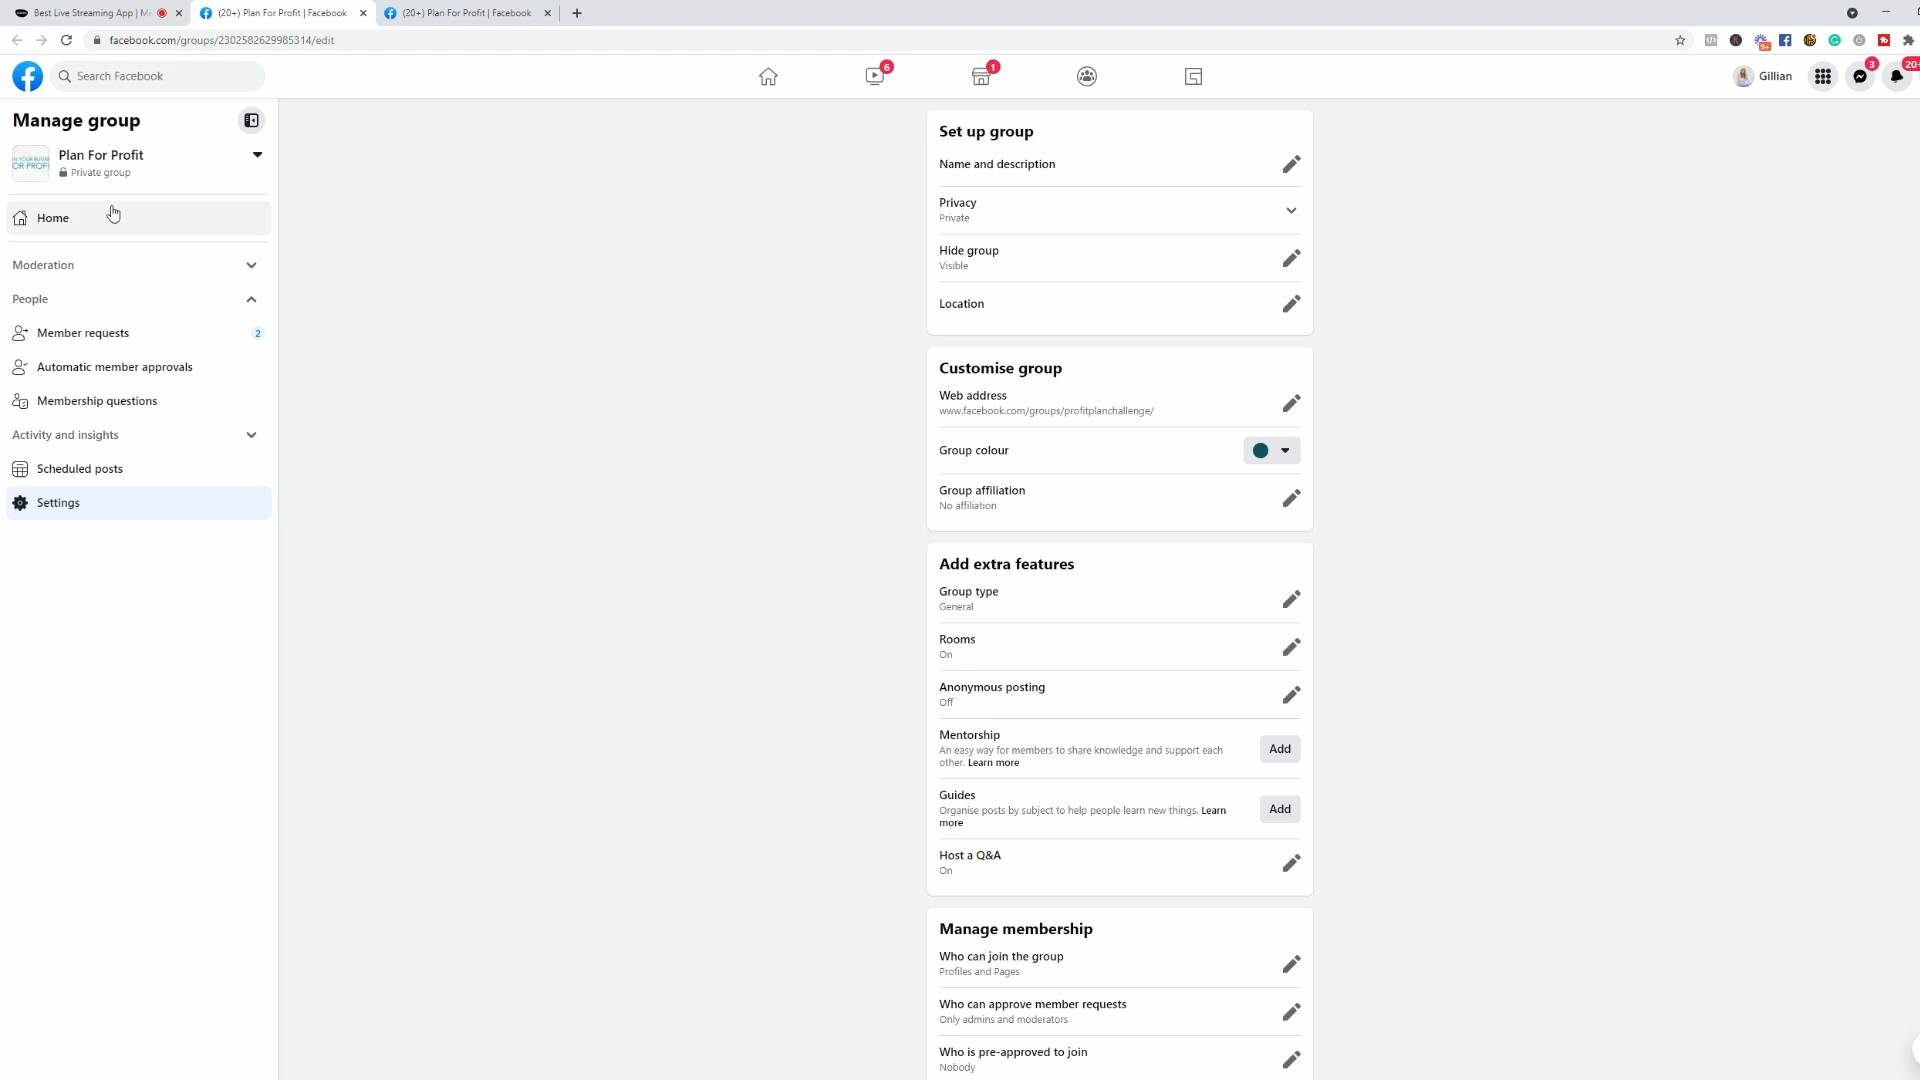 Best Live Streaming App | M
(20+) Plan For Profit | Facebook
(20+) Plan For Profit | Facebook
facebook.com/groups/2302582629985314/edit
9+
Search Facebook
6
1
Gillian
3
20+
Manage group
Plan For Profit
Private group
Home
Moderation
People
Member requests
2
Automatic member approvals
Membership questions
Activity and insights
Scheduled posts
Settings
Set up group
Name and description
Privacy
Private
Hide group
Visible
Location
Customise group
Web address
www.facebook.com/groups/profitplanchallenge/
Group colour
Group affiliation
No affiliation
Add extra features
Group type
General
Rooms
On
Anonymous posting
Off
Mentorship
An easy way for members to share knowledge and support each
other. Learn more
Add
Guides
Organise posts by subject to help people learn new things. Learn
more
Add
Host a Q&A
On
Manage membership
Who can join the group
Profiles and Pages
Who can approve member requests
Only admins and moderators
Who is pre-approved to join
Nobody